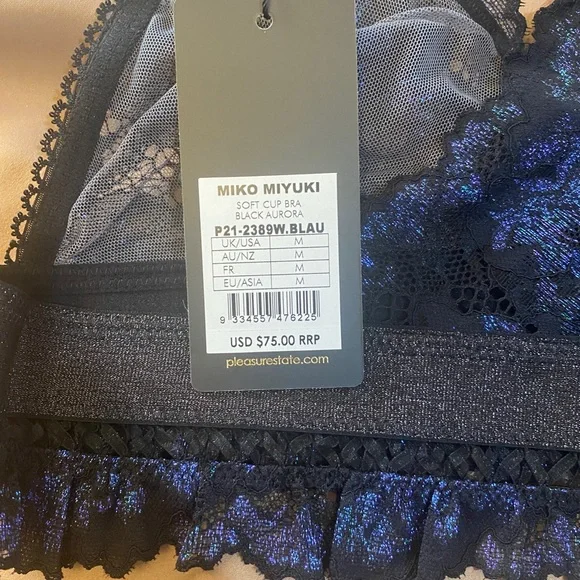 MIKO MIYUKI
SOFT CUP BRA
BLACK AURORA
P21-2389W.BLAU
UK/USA M
AU/NZ M
FR M
EU/ASIA M
9 334557 476225
USD $75.00 RRP
pleasurestate.com